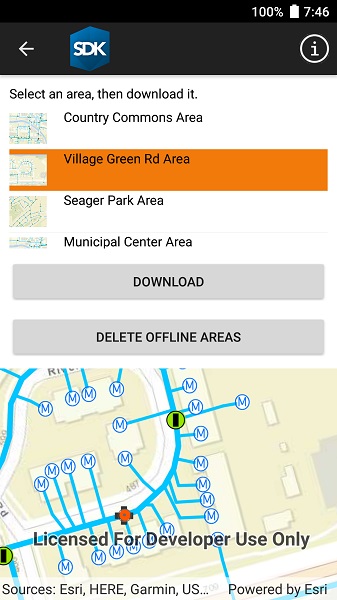 100% 7:46
SDK
Select an area, then download it.
Country Commons Area
Village Green Rd Area
Seager Park Area
Municipal Center Area
DOWNLOAD
DELETE OFFLINE AREAS
M M M M
M M M
M
M M M M
M M
M M
M
487
M M
M M M M M
Licensed For Developer Use Only
Sources: Esri, HERE, Garmin, US... Powered by Esri